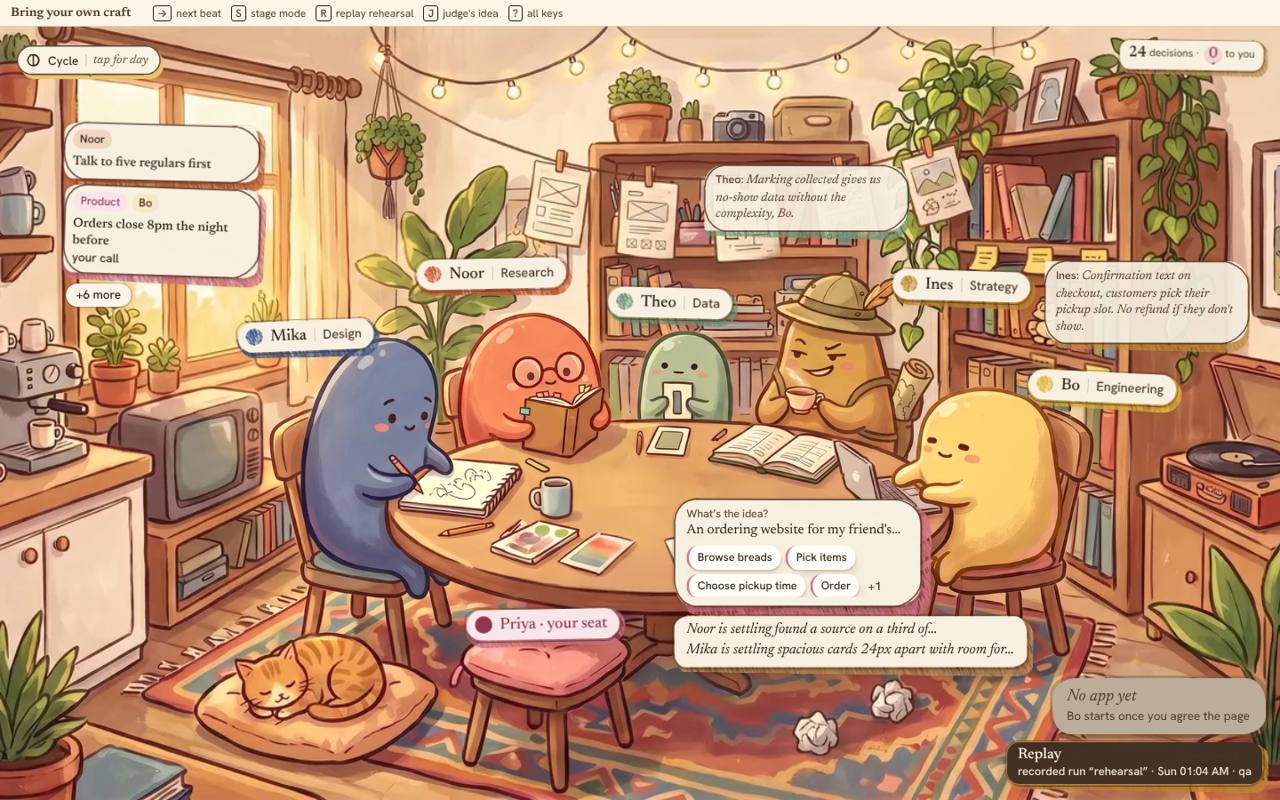 Bring your own craft
→ next beat S stage mode R replay rehearsal J judge's idea ? all keys
Cycle tap for day
24 decisions · 0 to you
Noor
Talk to five regulars first
Product Bo
Orders close 8pm the night
before
your call
+6 more
Theo: Marking collected gives us
no-show data without the
complexity, Bo.
Noor Research
Theo Data
Ines Strategy
Ines: Confirmation text on
checkout, customers pick their
pickup slot. No refund if they don't
show.
Mika Design
Bo Engineering
What's the idea?
An ordering website for my friend's...
Browse breads Pick items
Choose pickup time Order +1
Priya · your seat
Noor is settling found a source on a third of...
Mika is settling spacious cards 24px apart with room for...
No app yet
Bo starts once you agree the page
Replay
recorded run “rehearsal” · Sun 01:04 AM · qa